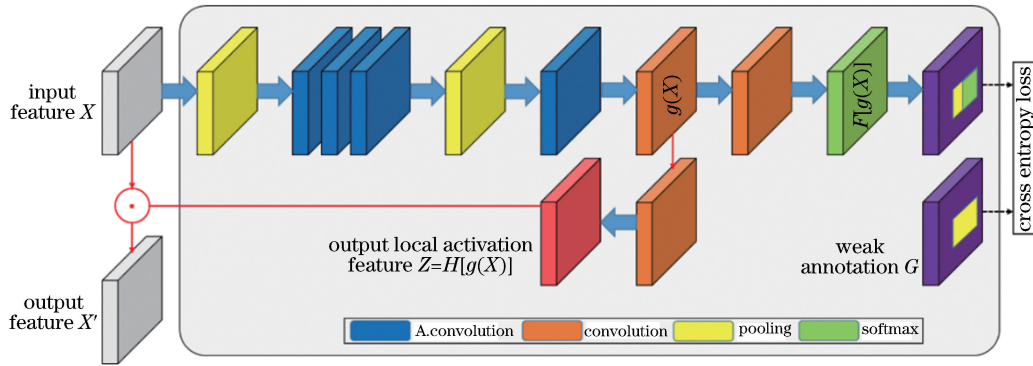 input
feature X
g(X)
F[g(X)]
cross entropy loss
output local activation
feature Z=H[g(X)]
weak
annotation G
output
feature X′
A.convolution
convolution
pooling
softmax